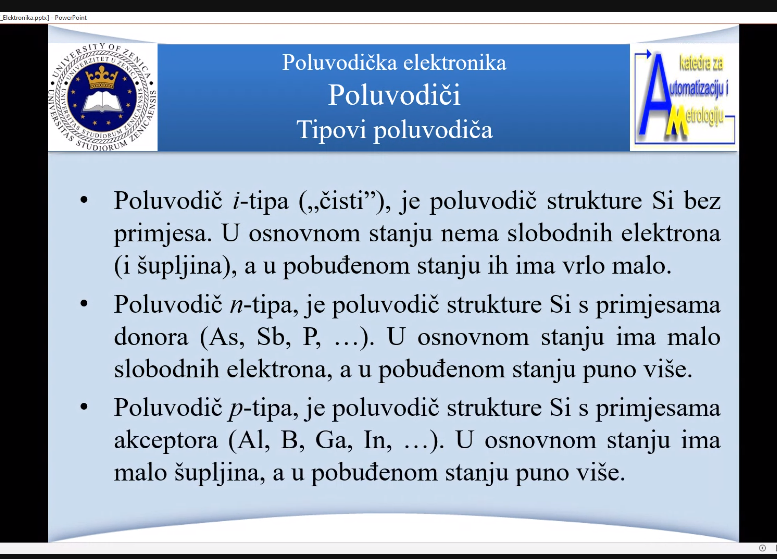 _Elektronika.pptx] - PowerPoint
UNIVERSITY OF ZENICA
UNIVERZITET U ZENICI
UNIVERSITAS STUDIORUM ZENICAENSIS
Poluvodička elektronika
Poluvodiči
Tipovi poluvodiča
katedra za
Automatizaciju i
Metrologiju
• Poluvodič i-tipa („čisti”), je poluvodič strukture Si bez
primjesa. U osnovnom stanju nema slobodnih elektrona
(i šupljina), a u pobuđenom stanju ih ima vrlo malo.
• Poluvodič n-tipa, je poluvodič strukture Si s primjesama
donora (As, Sb, P, …). U osnovnom stanju ima malo
slobodnih elektrona, a u pobuđenom stanju puno više.
• Poluvodič p-tipa, je poluvodič strukture Si s primjesama
akceptora (Al, B, Ga, In, …). U osnovnom stanju ima
malo šupljina, a u pobuđenom stanju puno više.